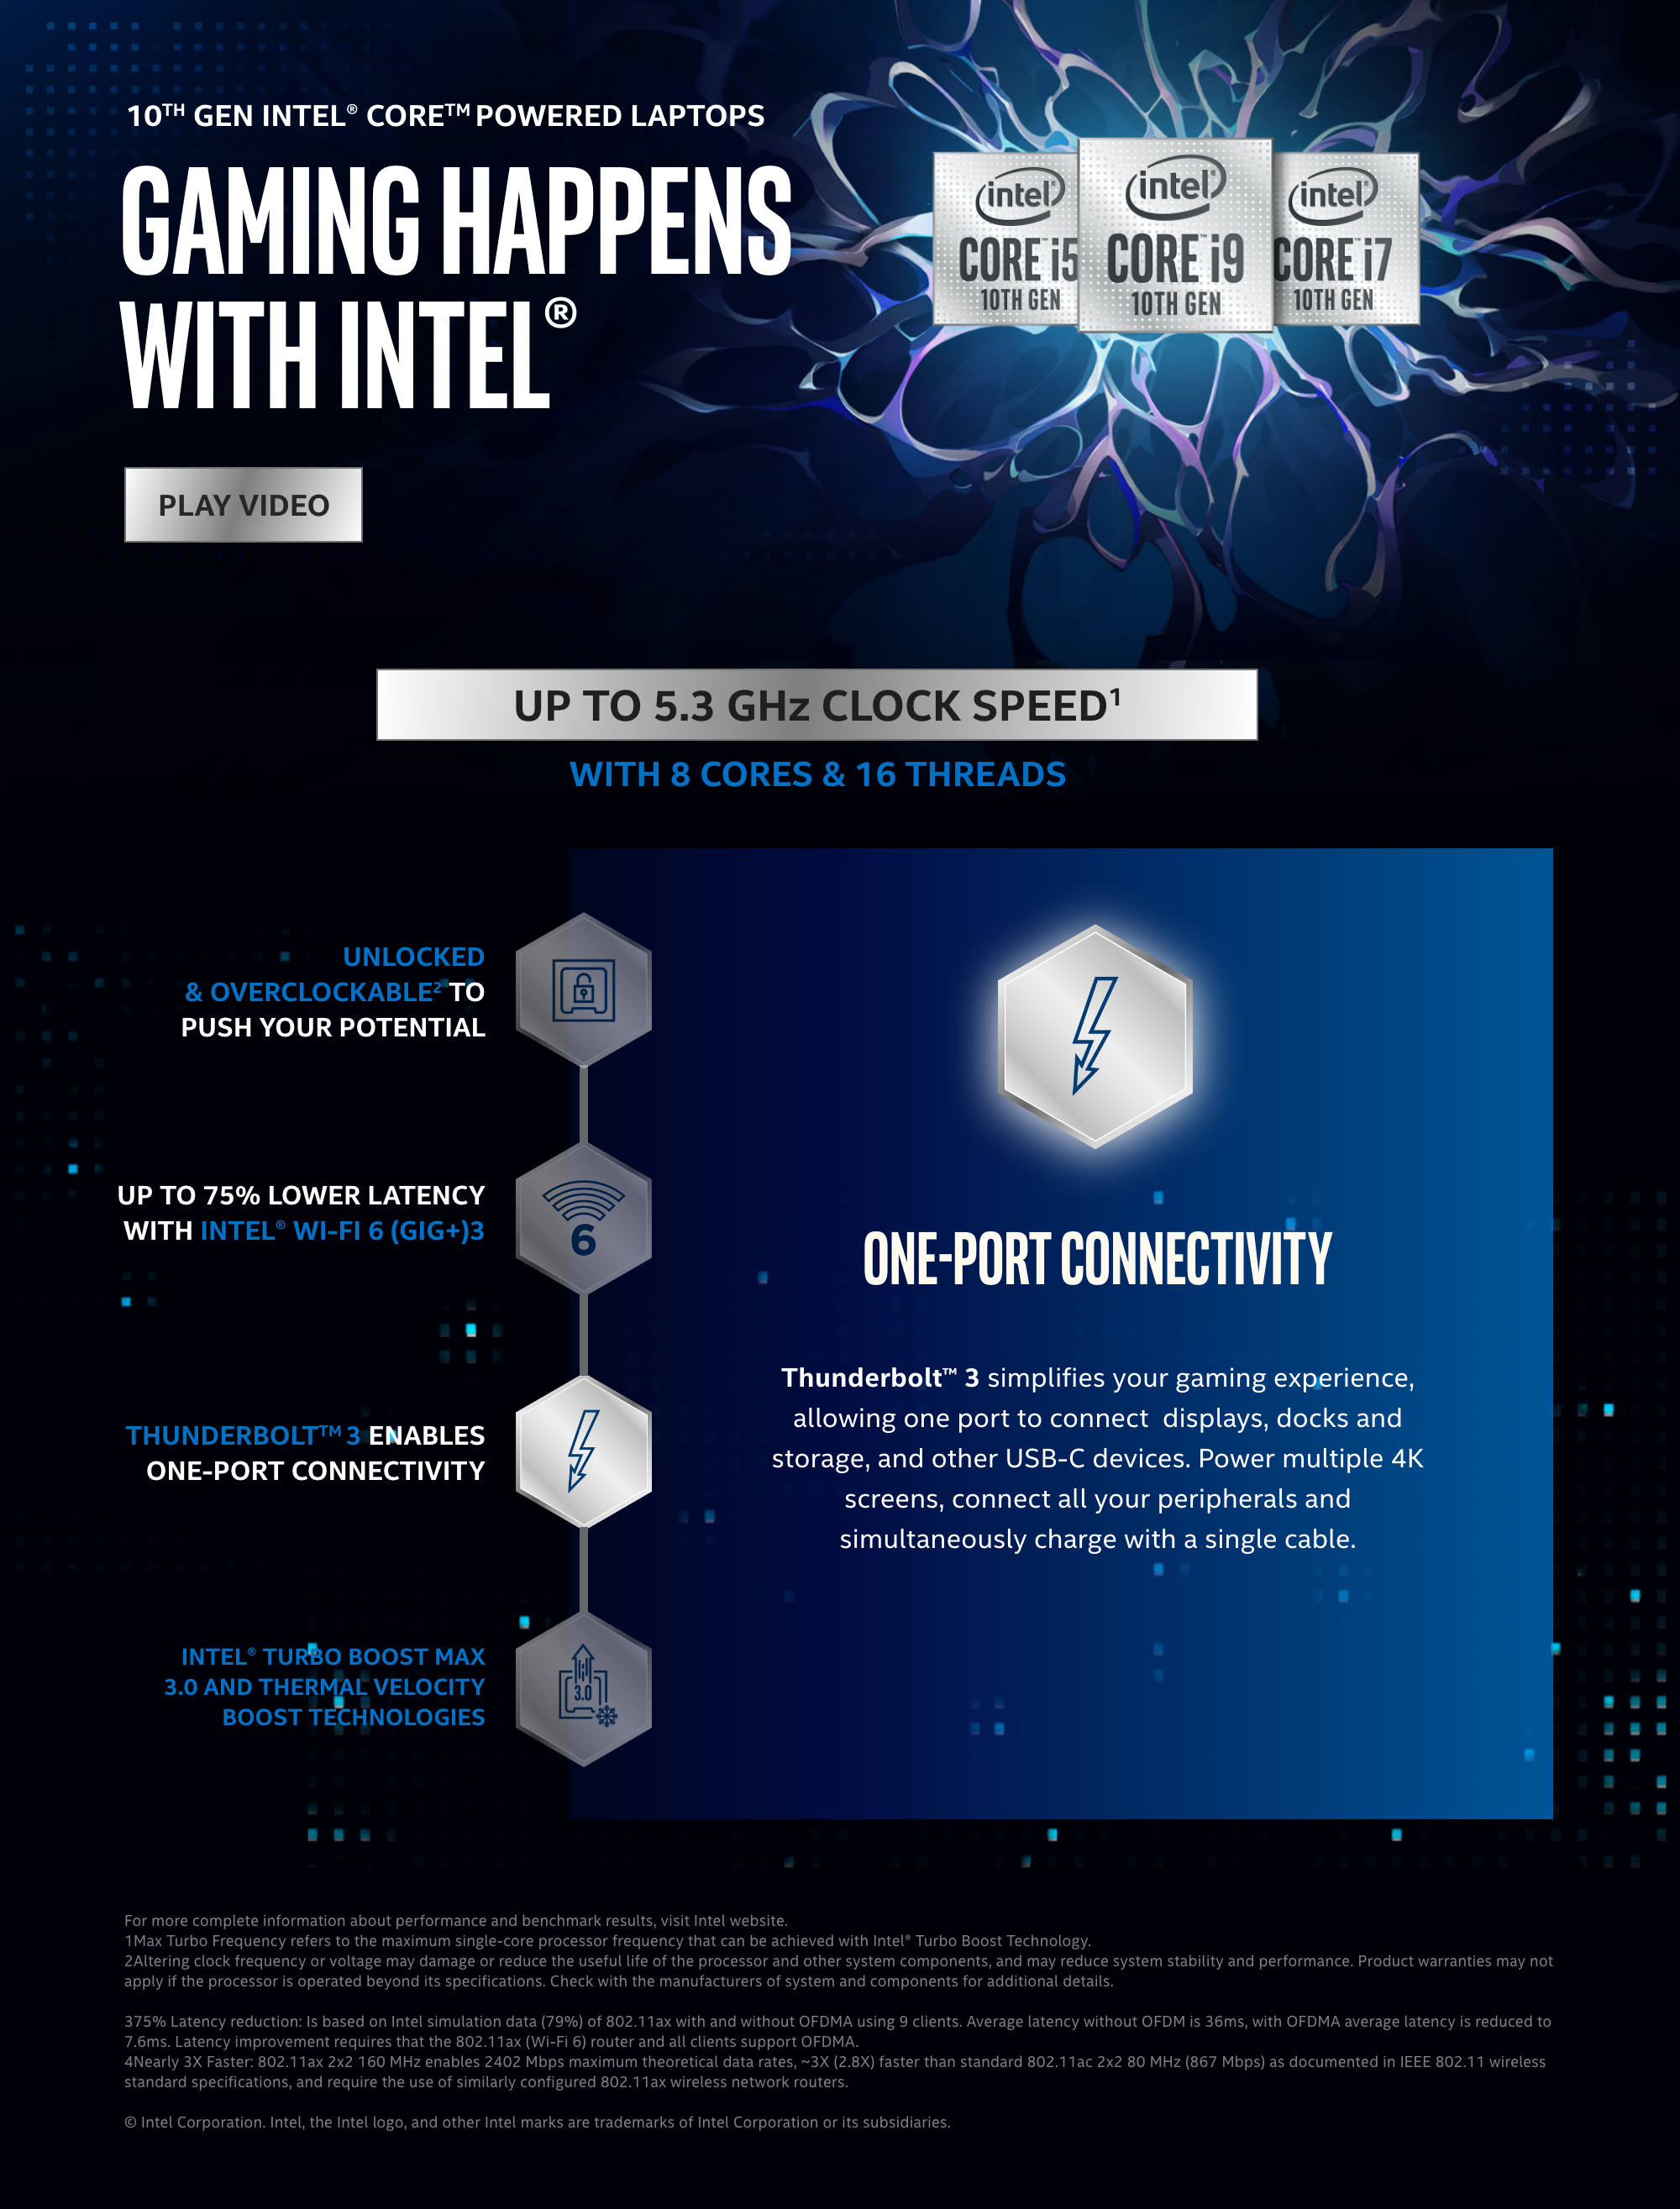 10TH GEN INTEL® CORE™ POWERED LAPTOPS
GAMING HAPPENS
WITH INTEL®
intel®
CORE™ i5
10TH GEN
intel®
CORE™ i9
10TH GEN
intel®
CORE™ i7
10TH GEN
PLAY VIDEO
UP TO 5.3 GHz CLOCK SPEED¹
WITH 8 CORES & 16 THREADS
UNLOCKED
& OVERCLOCKABLE² TO
PUSH YOUR POTENTIAL
UP TO 75% LOWER LATENCY
WITH INTEL® WI-FI 6 (GIG+)3
6
THUNDERBOLT™ 3 ENABLES
ONE-PORT CONNECTIVITY
INTEL® TURBO BOOST MAX
3.0 AND THERMAL VELOCITY
BOOST TECHNOLOGIES
3.0
ONE-PORT CONNECTIVITY
Thunderbolt™ 3 simplifies your gaming experience,
allowing one port to connect  displays, docks and
storage, and other USB-C devices. Power multiple 4K
screens, connect all your peripherals and
simultaneously charge with a single cable.
For more complete information about performance and benchmark results, visit Intel website.
1Max Turbo Frequency refers to the maximum single-core processor frequency that can be achieved with Intel® Turbo Boost Technology.
2Altering clock frequency or voltage may damage or reduce the useful life of the processor and other system components, and may reduce system stability and performance. Product warranties may not
apply if the processor is operated beyond its specifications. Check with the manufacturers of system and components for additional details.
375% Latency reduction: Is based on Intel simulation data (79%) of 802.11ax with and without OFDMA using 9 clients. Average latency without OFDM is 36ms, with OFDMA average latency is reduced to
7.6ms. Latency improvement requires that the 802.11ax (Wi-Fi 6) router and all clients support OFDMA.
4Nearly 3X Faster: 802.11ax 2x2 160 MHz enables 2402 Mbps maximum theoretical data rates, ~3X (2.8X) faster than standard 802.11ac 2x2 80 MHz (867 Mbps) as documented in IEEE 802.11 wireless
standard specifications, and require the use of similarly configured 802.11ax wireless network routers.
© Intel Corporation. Intel, the Intel logo, and other Intel marks are trademarks of Intel Corporation or its subsidiaries.